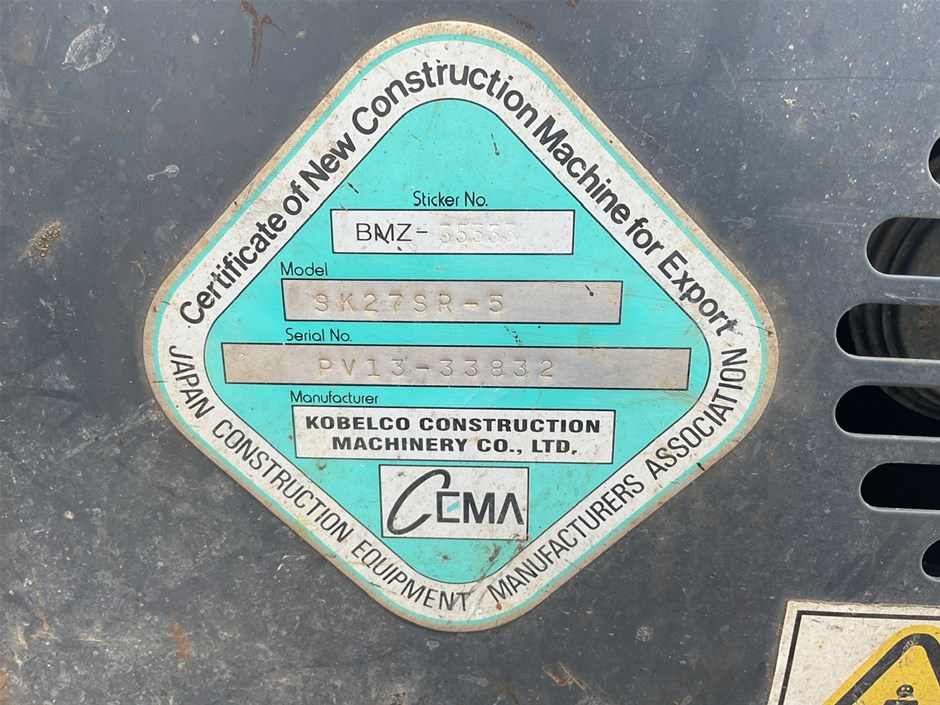 Certificate of New Construction Machine for Export
Sticker No.
BMZ-35333
Model
SK27SR-5
Serial No.
PV13-33832
Manufacturer
KOBELCO CONSTRUCTION
MACHINERY CO., LTD.
CEMA
JAPAN CONSTRUCTION EQUIPMENT MANUFACTURERS ASSOCIATION